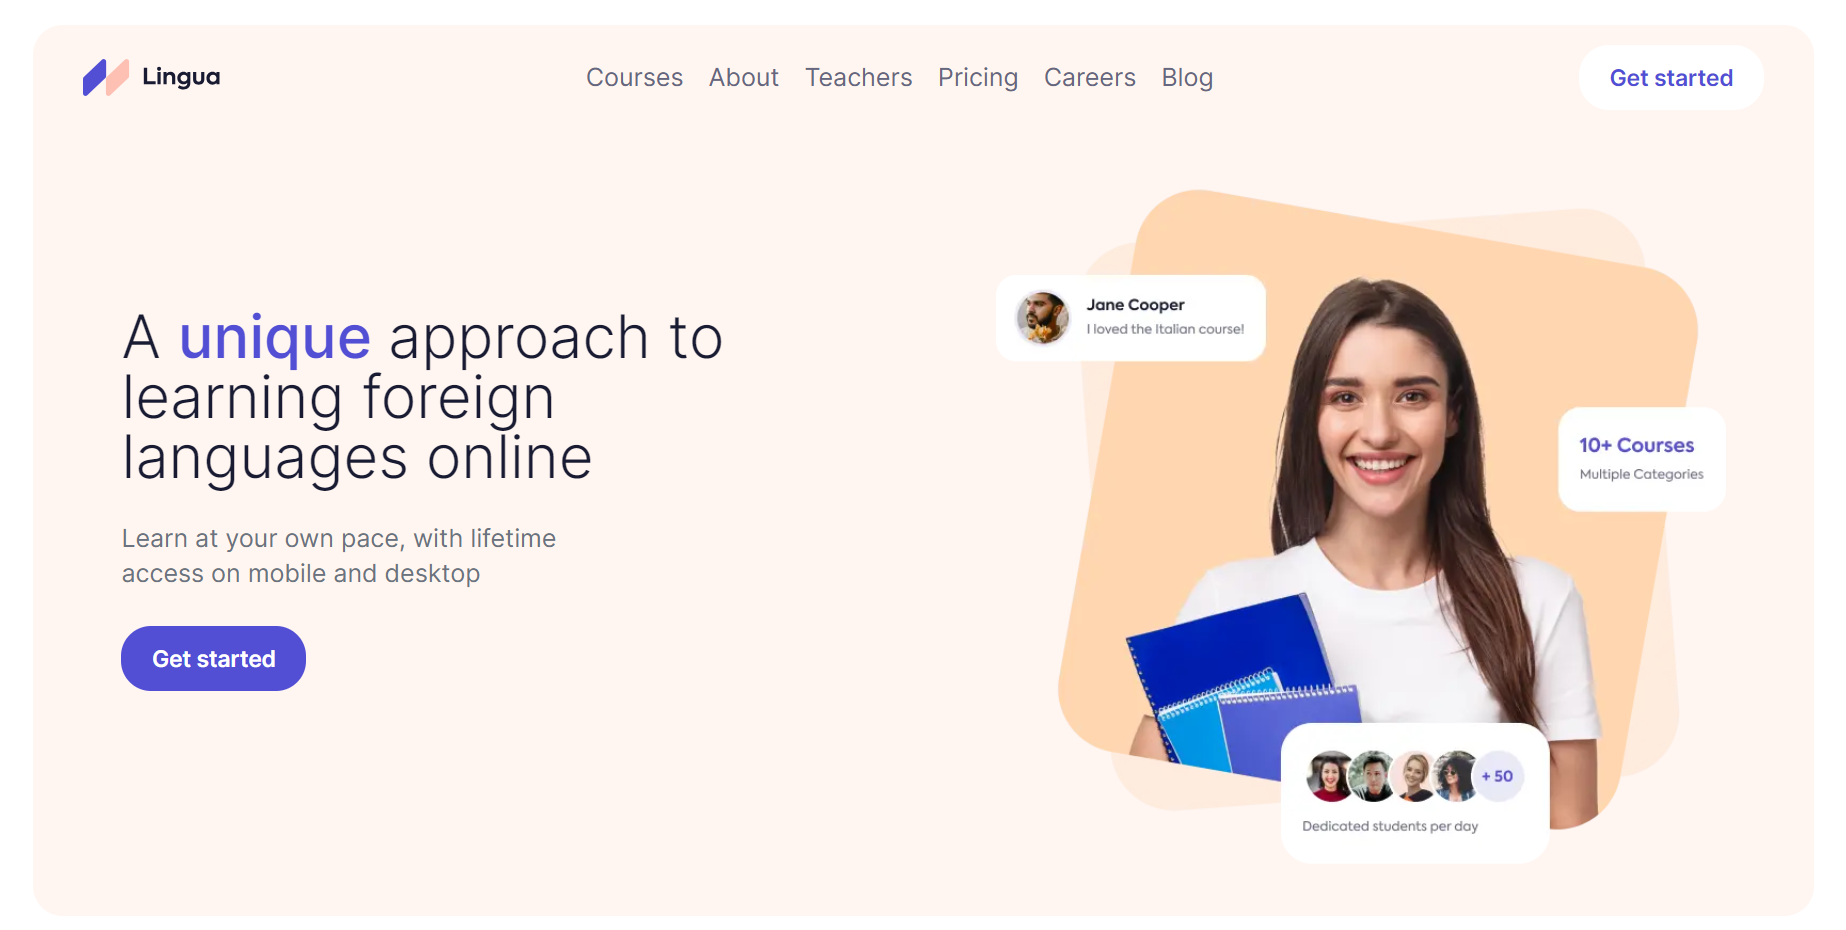 Lingua
Courses About Teachers Pricing Careers Blog
Get started
A unique approach to
learning foreign
languages online
Learn at your own pace, with lifetime
access on mobile and desktop
Get started
Jane Cooper
I loved the Italian course!
10+ Courses
Multiple Categories
+ 50
Dedicated students per day